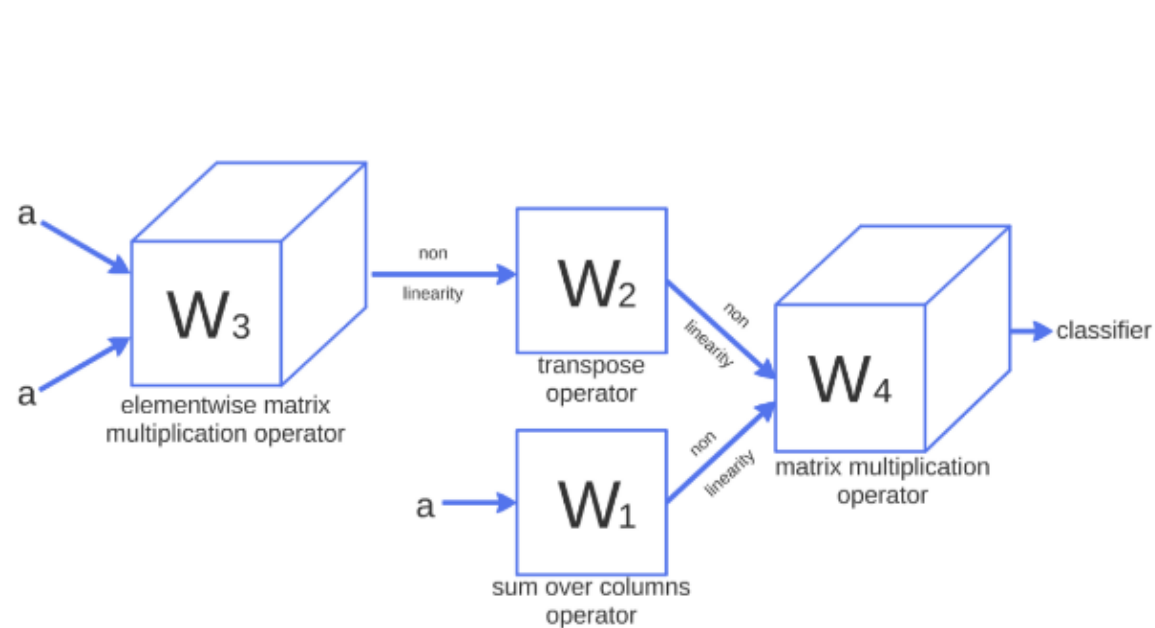 a
W3
a
elementwise matrix
multiplication operator
non
linearity
W2
transpose
operator
non
linearity
a
W1
sum over columns
operator
non
linearity
W4
matrix multiplication
operator
classifier